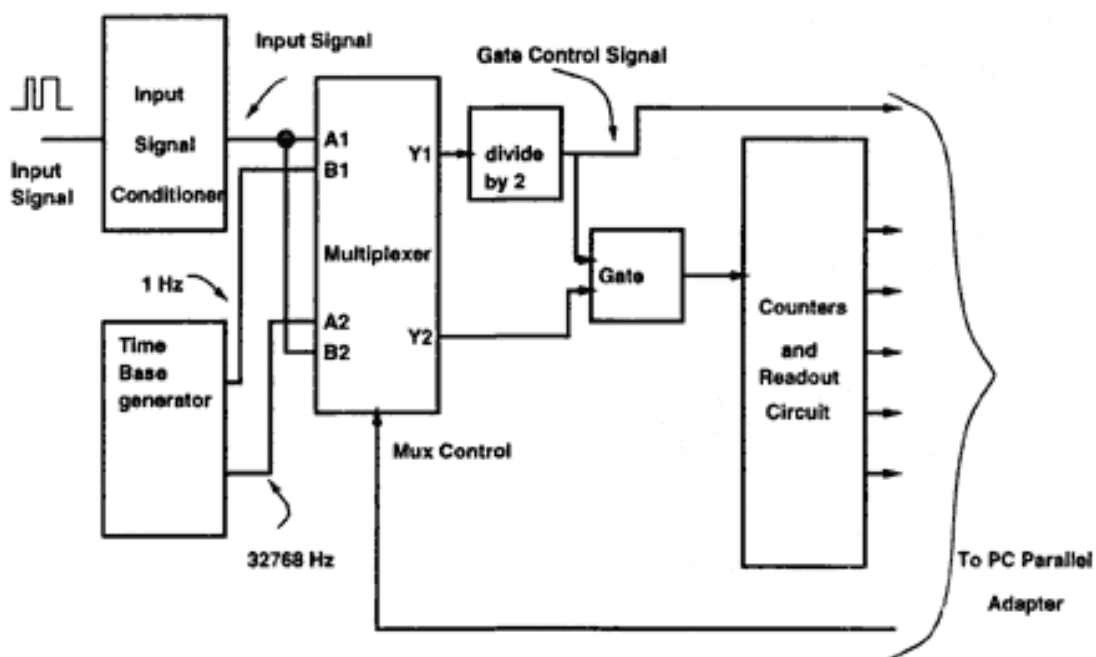 Input Signal
Gate Control Signal
Input
Signal
Conditioner
Input
Signal
A1
B1
Y1
divide
by 2
Multiplexer
Gate
1 Hz
A2
B2
Y2
Time
Base
generator
Counters
and
Readout
Circuit
Mux Control
32768 Hz
To PC Parallel
Adapter